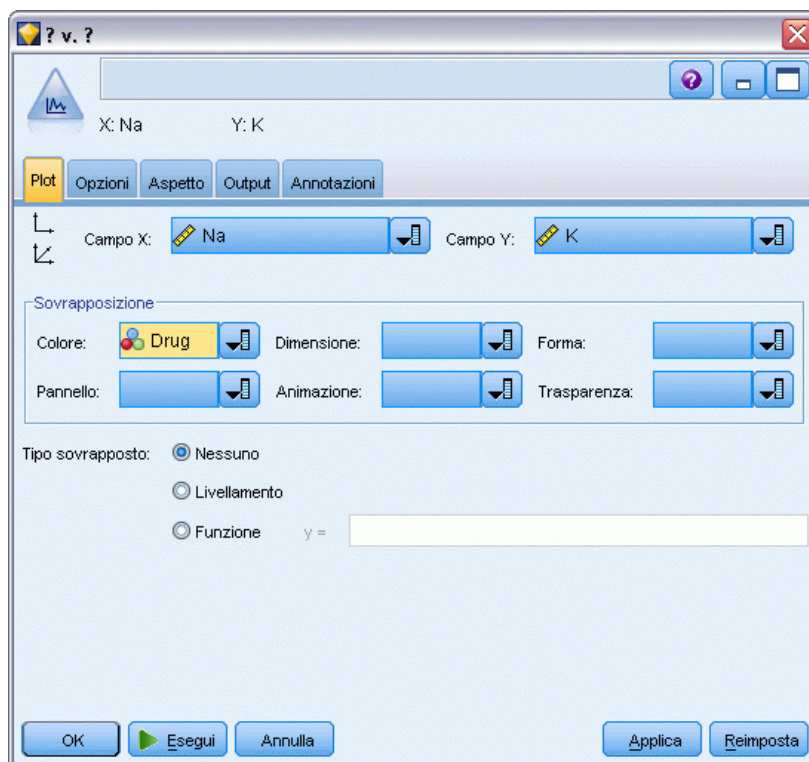 ? v. ?
X: Na Y: K
Plot Opzioni Aspetto Output Annotazioni
Campo X: Na Campo Y: K
Sovrapposizione
Colore: Drug Dimensione: Forma:
Pannello: Animazione: Trasparenza:
Tipo sovrapposto: Nessuno
Livellamento
Funzione y =
OK Esegui Annulla Applica Reimposta